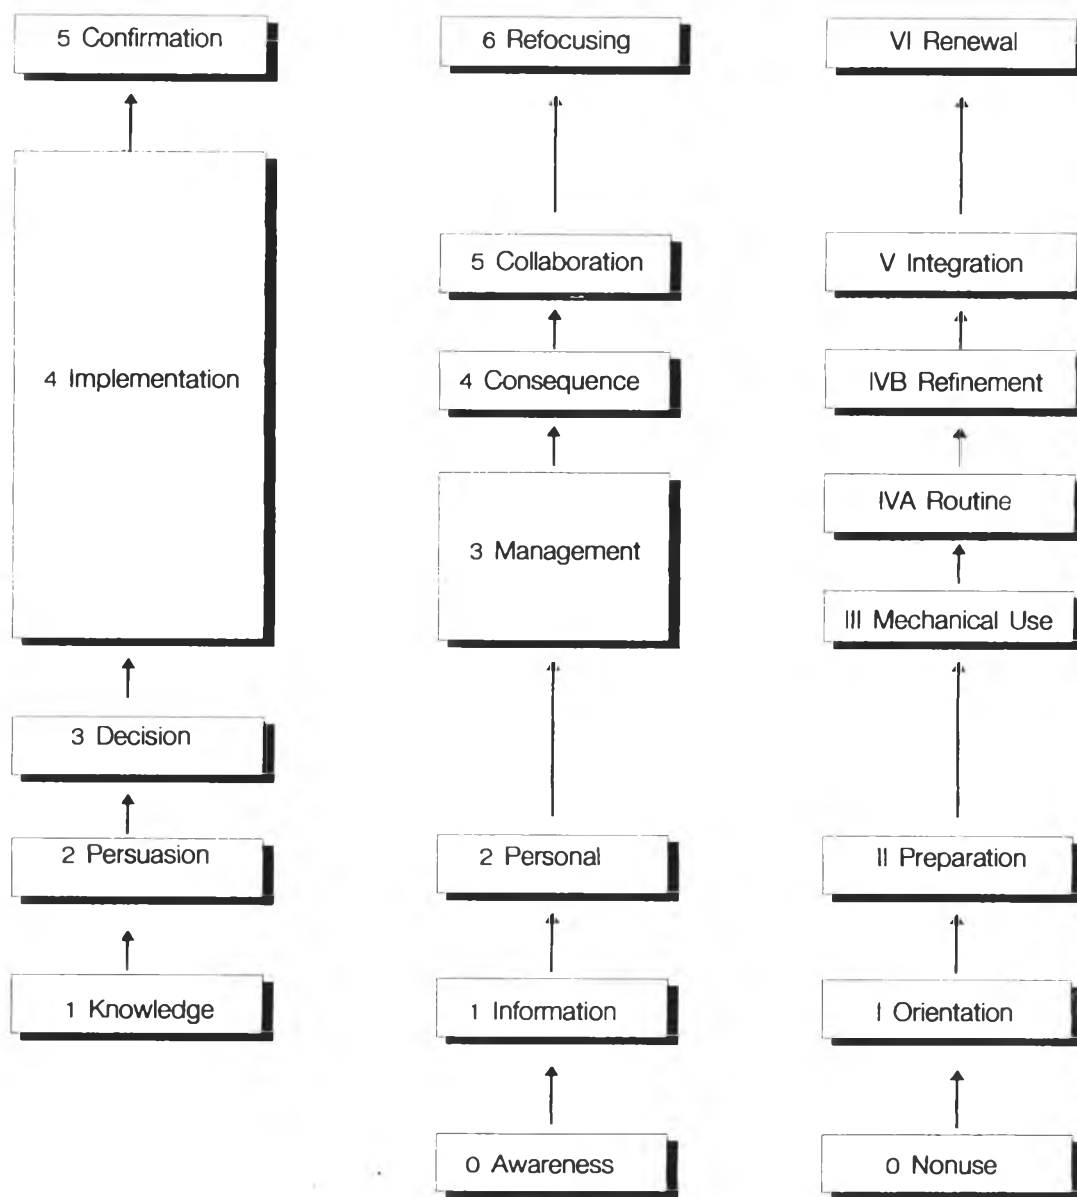 5 Confirmation
4 Implementation
3 Decision
2 Persuasion
1 Knowledge
6 Refocusing
5 Collaboration
4 Consequence
3 Management
2 Personal
1 Information
0 Awareness
VI Renewal
V Integration
IVB Refinement
IVA Routine
III Mechanical Use
II Preparation
I Orientation
0 Nonuse